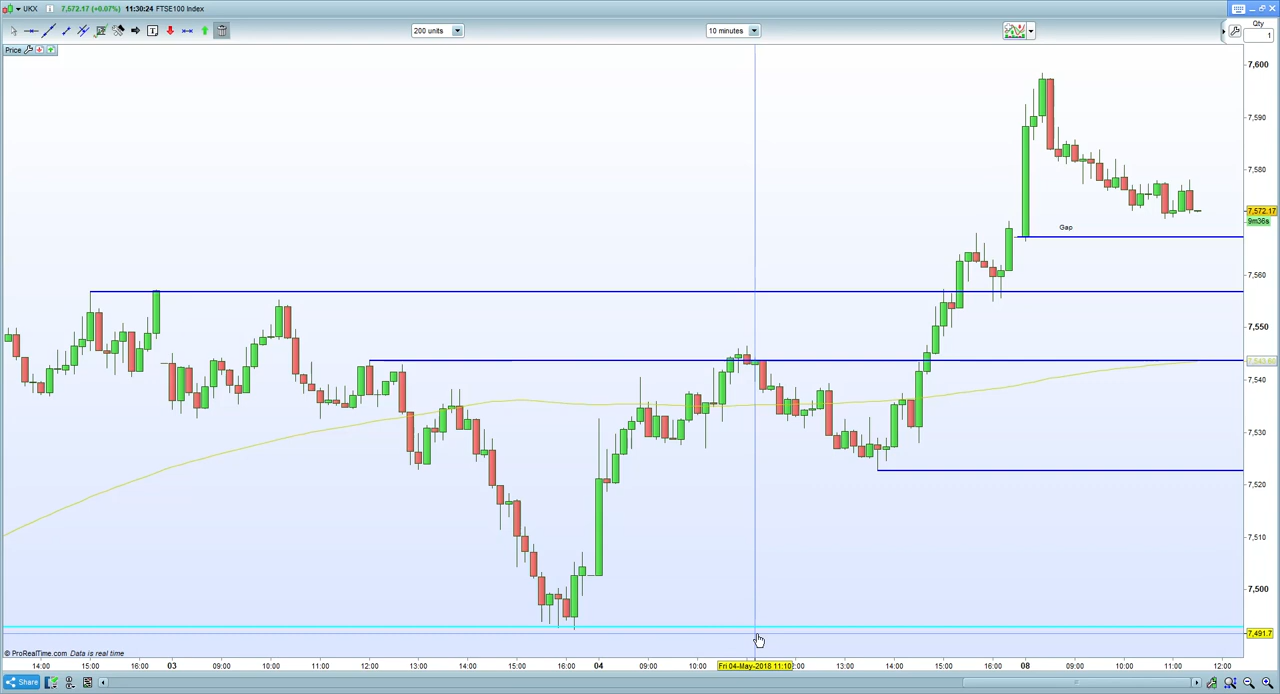 UKX 7,572.17 (+0.07%) 11:30:24 FTSE100 Index
200 units
10 minutes
Qty
1
Price
7,600
7,590
7,580
7,572.17
9m36s
Gap
7,560
7,550
7,540
7,530
7,520
7,510
7,500
7,491.7
© ProRealTime.com Data is real time
14:00 15:00 16:00 03 09:00 10:00 11:00 12:00 13:00 14:00 15:00 16:00 04 09:00 10:00 Fri 04-May-2018 11:10 13:00 14:00 15:00 16:00 08 09:00 10:00 11:00 12:00
Share